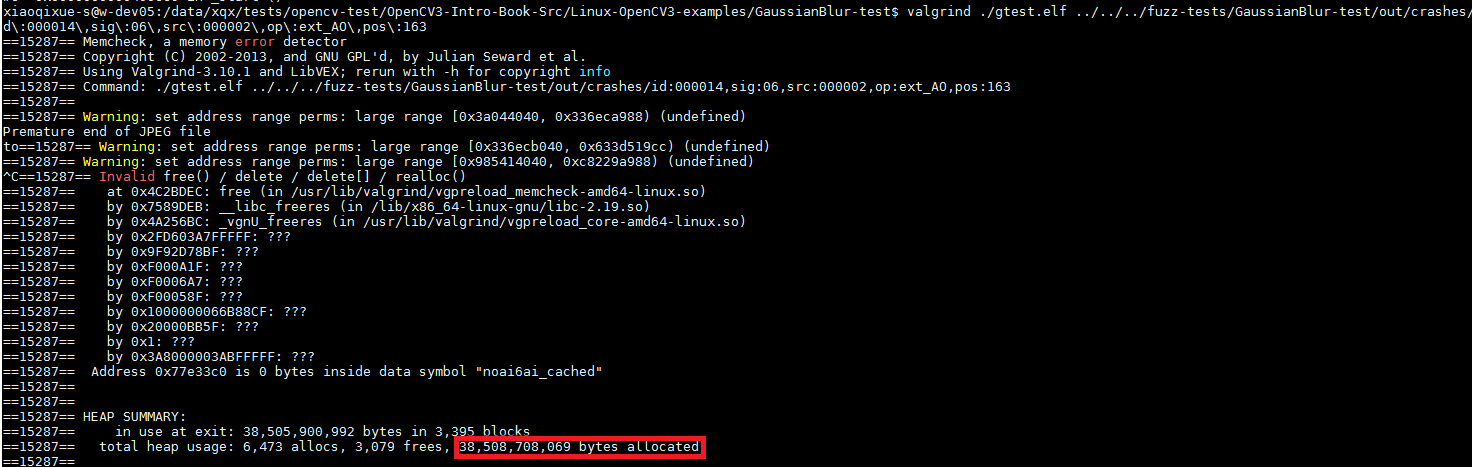 xiaoqixue-s@w-dev05:/data/xqx/tests/opencv-test/OpenCV3-Intro-Book-Src/Linux-OpenCV3-examples/GaussianBlur-test$ valgrind ./gtest.elf ../../../fuzz-tests/GaussianBlur-test/out/crashes/
d\:000014\,sig\:06\,src\:000002\,op\:ext_AO\,pos\:163
==15287== Memcheck, a memory error detector
==15287== Copyright (C) 2002-2013, and GNU GPL'd, by Julian Seward et al.
==15287== Using Valgrind-3.10.1 and LibVEX; rerun with -h for copyright info
==15287== Command: ./gtest.elf ../../../fuzz-tests/GaussianBlur-test/out/crashes/id:000014,sig:06,src:000002,op:ext_AO,pos:163
==15287==
==15287== Warning: set address range perms: large range [0x3a044040, 0x336eca988) (undefined)
Premature end of JPEG file
to==15287== Warning: set address range perms: large range [0x336ecb040, 0x633d519cc) (undefined)
==15287== Warning: set address range perms: large range [0x985414040, 0xc8229a988) (undefined)
^C==15287== Invalid free() / delete / delete[] / realloc()
==15287==    at 0x4C2BDEC: free (in /usr/lib/valgrind/vgpreload_memcheck-amd64-linux.so)
==15287==    by 0x7589DEB: __libc_freeres (in /lib/x86_64-linux-gnu/libc-2.19.so)
==15287==    by 0x4A256BC: _vgnU_freeres (in /usr/lib/valgrind/vgpreload_core-amd64-linux.so)
==15287==    by 0x2FD603A7FFFFF: ???
==15287==    by 0x9F92D78BF: ???
==15287==    by 0xF000A1F: ???
==15287==    by 0xF0006A7: ???
==15287==    by 0xF00058F: ???
==15287==    by 0x1000000066B88CF: ???
==15287==    by 0x20000BB5F: ???
==15287==    by 0x1: ???
==15287==    by 0x3A8000003ABFFFFF: ???
==15287==  Address 0x77e33c0 is 0 bytes inside data symbol "noai6ai_cached"
==15287==
==15287==
==15287== HEAP SUMMARY:
==15287==     in use at exit: 38,505,900,992 bytes in 3,395 blocks
==15287==   total heap usage: 6,473 allocs, 3,079 frees, 38,508,708,069 bytes allocated
==15287==